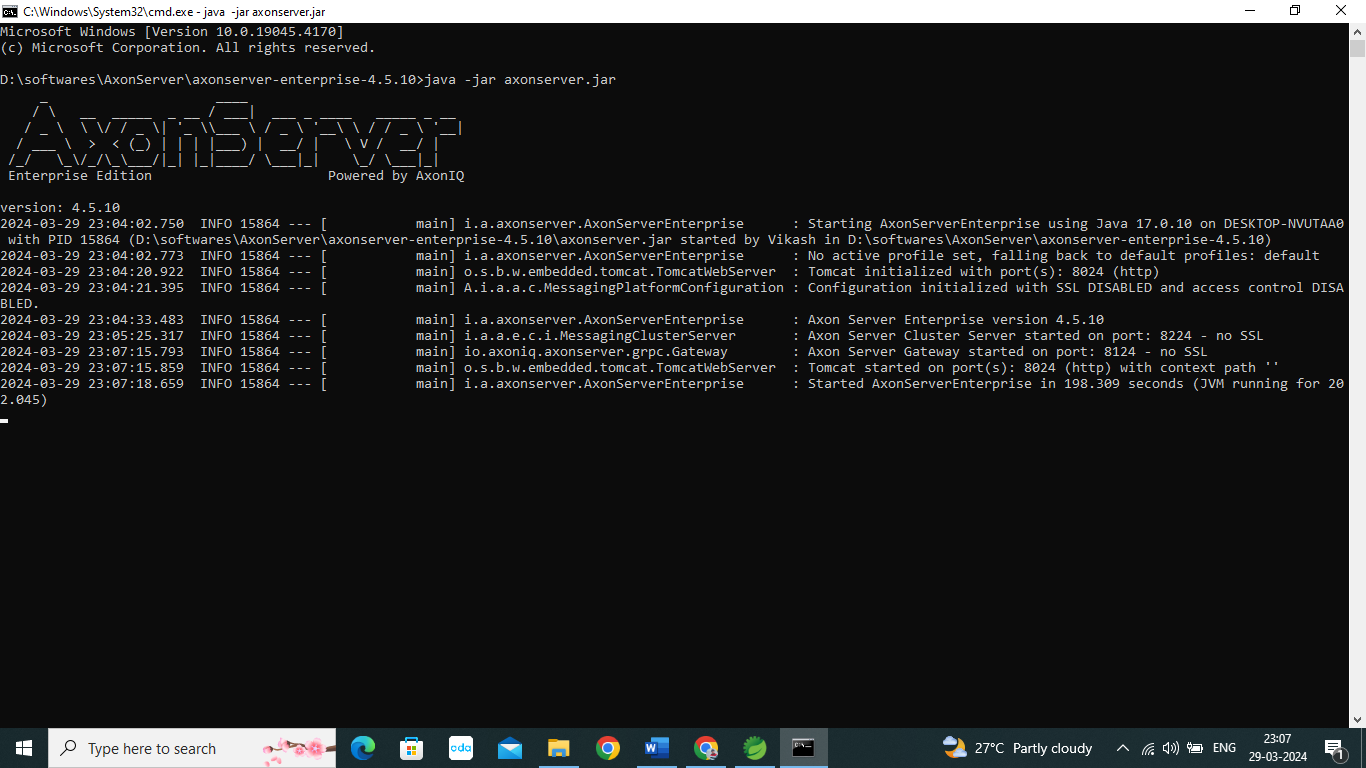 C:\Windows\System32\cmd.exe - java  -jar axonserver.jar
Microsoft Windows [Version 10.0.19045.4170]
(c) Microsoft Corporation. All rights reserved.
D:\softwares\AxonServer\axonserver-enterprise-4.5.10>java -jar axonserver.jar
AxonServer
Enterprise Edition                      Powered by AxonIQ
version: 4.5.10
2024-03-29 23:04:02.750  INFO 15864 --- [           main] i.a.axonserver.AxonServerEnterprise      : Starting AxonServerEnterprise using Java 17.0.10 on DESKTOP-NVUTAA0
 with PID 15864 (D:\softwares\AxonServer\axonserver-enterprise-4.5.10\axonserver.jar started by Vikash in D:\softwares\AxonServer\axonserver-enterprise-4.5.10)
2024-03-29 23:04:02.773  INFO 15864 --- [           main] i.a.axonserver.AxonServerEnterprise      : No active profile set, falling back to default profiles: default
2024-03-29 23:04:20.922  INFO 15864 --- [           main] o.s.b.w.embedded.tomcat.TomcatWebServer  : Tomcat initialized with port(s): 8024 (http)
2024-03-29 23:04:21.395  INFO 15864 --- [           main] A.i.a.a.c.MessagingPlatformConfiguration : Configuration initialized with SSL DISABLED and access control DISA
BLED.
2024-03-29 23:04:33.483  INFO 15864 --- [           main] i.a.axonserver.AxonServerEnterprise      : Axon Server Enterprise version 4.5.10
2024-03-29 23:05:25.317  INFO 15864 --- [           main] i.a.a.e.c.i.MessagingClusterServer       : Axon Server Cluster Server started on port: 8224 - no SSL
2024-03-29 23:07:15.793  INFO 15864 --- [           main] io.axoniq.axonserver.grpc.Gateway        : Axon Server Gateway started on port: 8124 - no SSL
2024-03-29 23:07:15.859  INFO 15864 --- [           main] o.s.b.w.embedded.tomcat.TomcatWebServer  : Tomcat started on port(s): 8024 (http) with context path ''
2024-03-29 23:07:18.659  INFO 15864 --- [           main] i.a.axonserver.AxonServerEnterprise      : Started AxonServerEnterprise in 198.309 seconds (JVM running for 20
2.045)
Type here to search
cda
27°C  Partly cloudy
ENG
23:07
29-03-2024
1